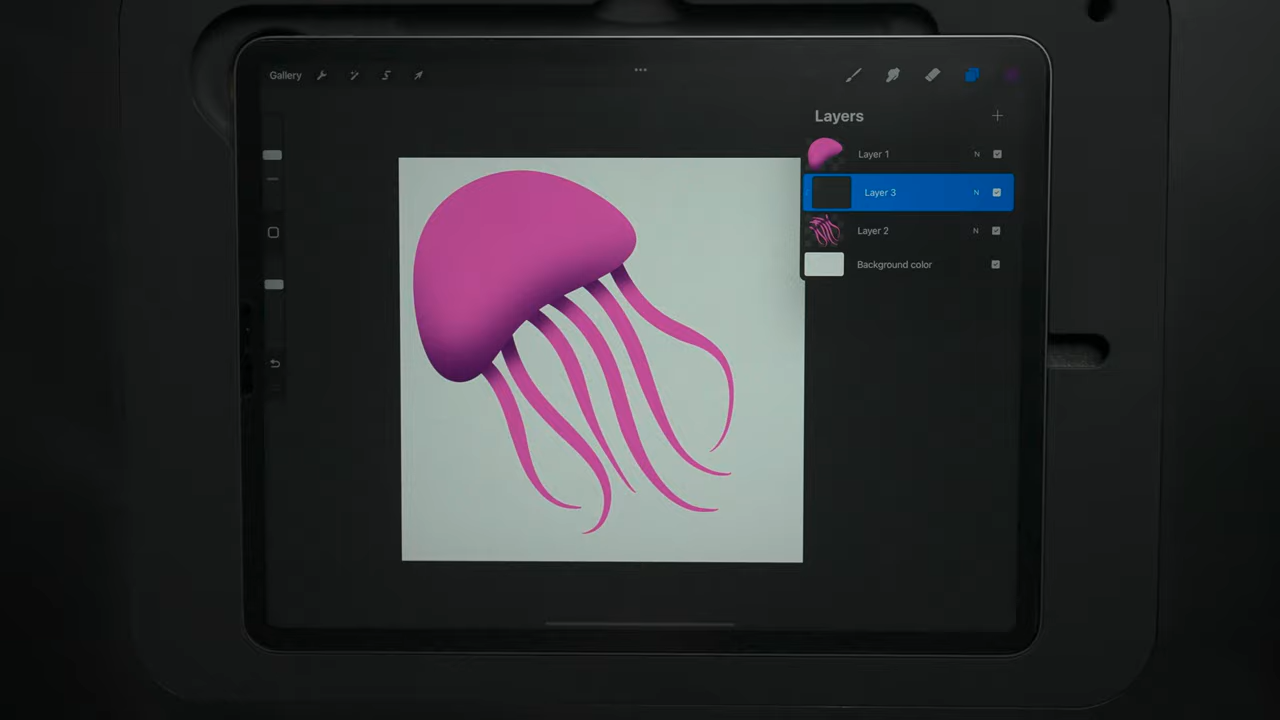 Gallery
Layers
Layer 1 N
Layer 3 N
Layer 2 N
Background color